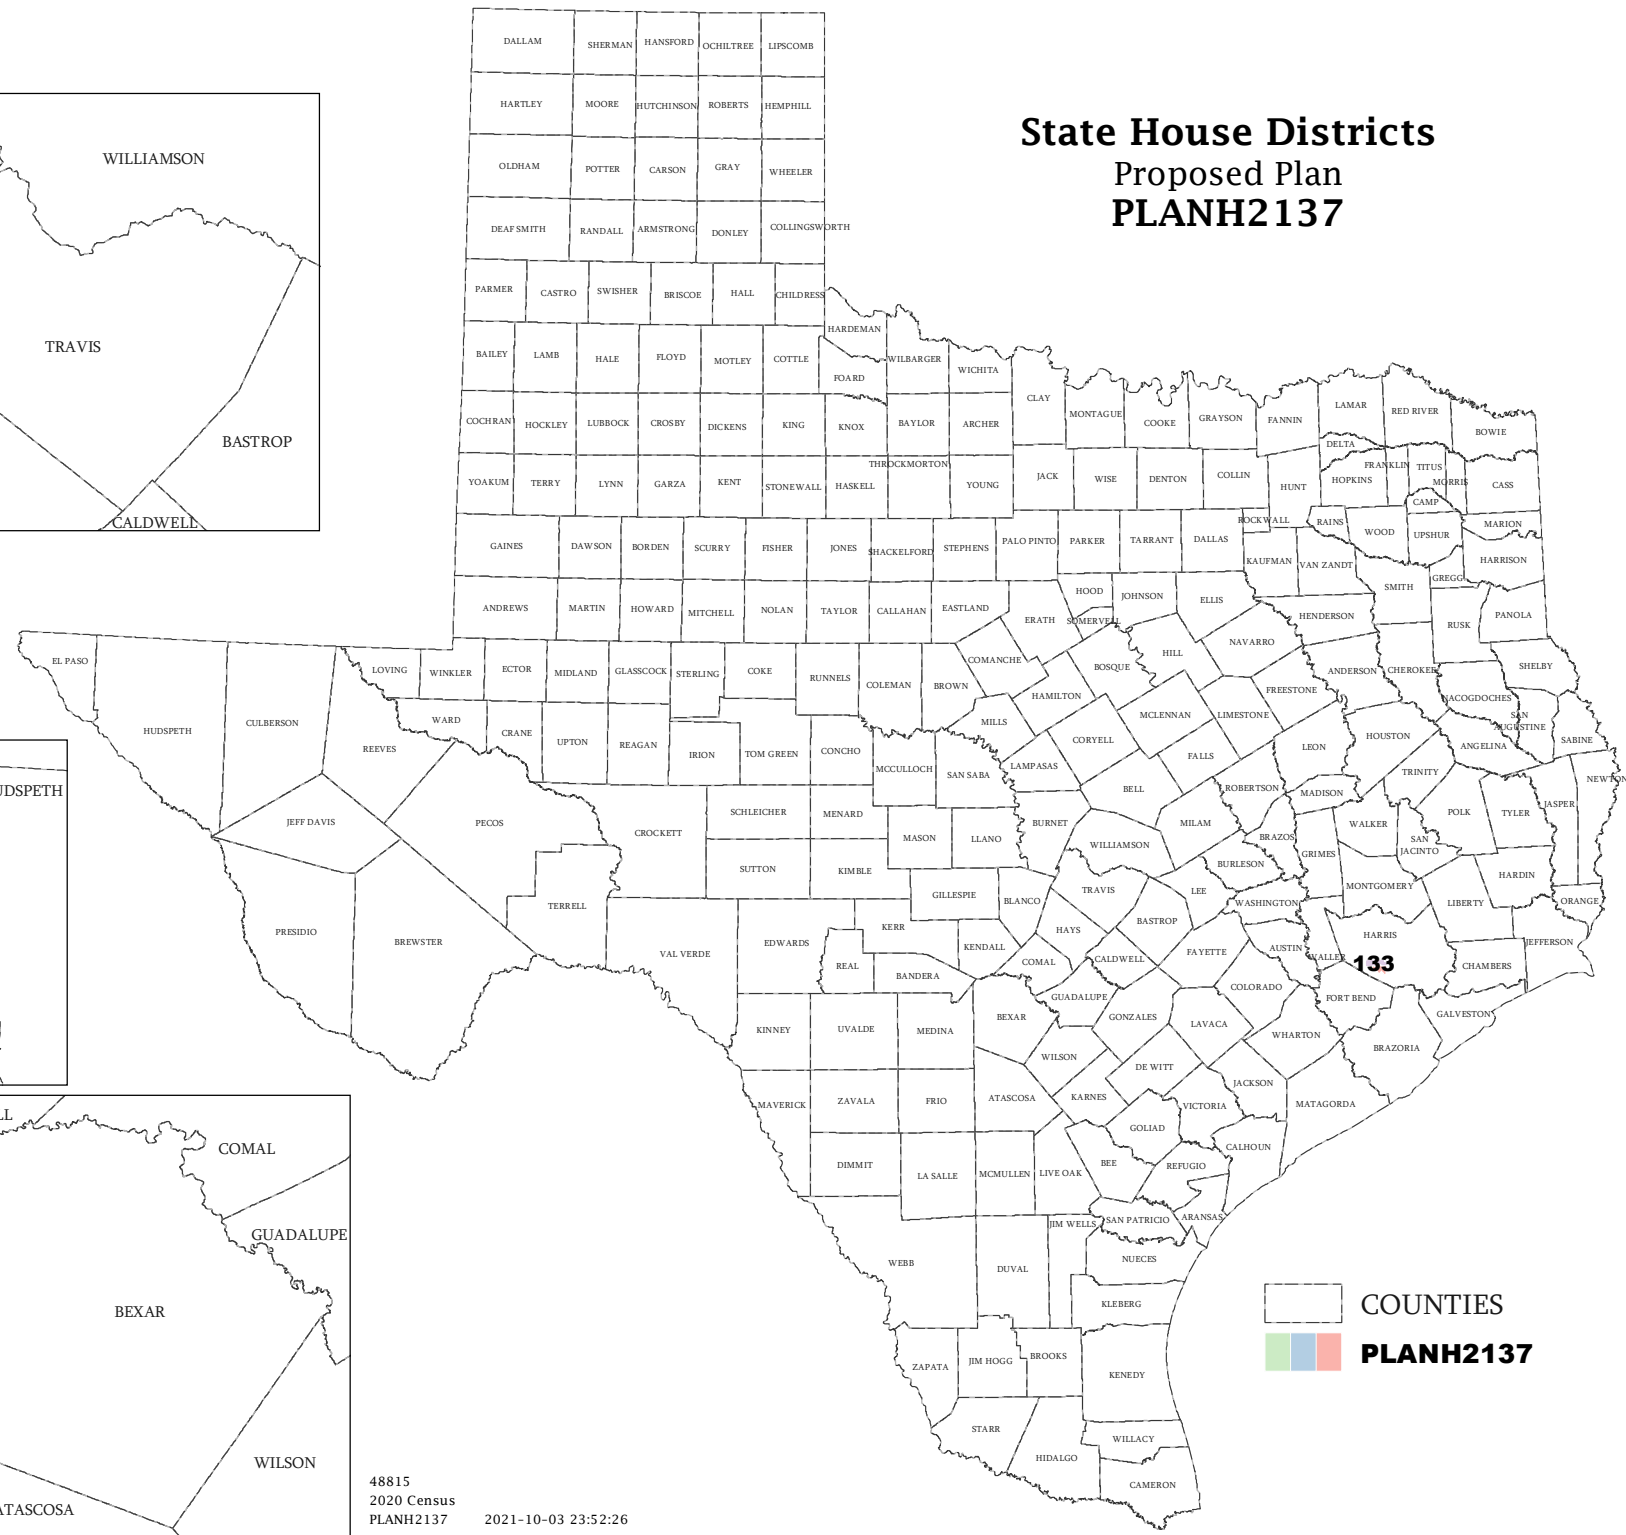 State House Districts
Proposed Plan
PLANH2137
DALLAM SHERMAN HANSFORD OCHILTREE LIPSCOMB
HARTLEY MOORE HUTCHINSON ROBERTS HEMPHILL
OLDHAM POTTER CARSON GRAY WHEELER
DEAF SMITH RANDALL ARMSTRONG DONLEY COLLINGSWORTH
PARMER CASTRO SWISHER BRISCOE HALL CHILDRESS
HARDEMAN
BAILEY LAMB HALE FLOYD MOTLEY COTTLE FOARD WILBARGER WICHITA
CLAY MONTAGUE COOKE GRAYSON FANNIN LAMAR RED RIVER BOWIE
COCHRAN HOCKLEY LUBBOCK CROSBY DICKENS KING KNOX BAYLOR ARCHER
DELTA FRANKLIN TITUS MORRIS CASS
YOAKUM TERRY LYNN GARZA KENT STONEWALL HASKELL THROCKMORTON YOUNG JACK WISE DENTON COLLIN HUNT HOPKINS CAMP
ROCKWALL RAINS WOOD UPSHUR MARION
GAINES DAWSON BORDEN SCURRY FISHER JONES SHACKELFORD STEPHENS PALO PINTO PARKER TARRANT DALLAS KAUFMAN VAN ZANDT HARRISON
SMITH GREGG
ANDREWS MARTIN HOWARD MITCHELL NOLAN TAYLOR CALLAHAN EASTLAND ERATH HOOD SOMERVELL JOHNSON ELLIS HENDERSON RUSK PANOLA
EL PASO LOVING WINKLER ECTOR MIDLAND GLASSCOCK STERLING COKE RUNNELS COLEMAN BROWN COMANCHE BOSQUE HILL NAVARRO ANDERSON CHEROKEE SHELBY
HAMILTON FREESTONE NACOGDOCHES
HUDSPETH CULBERSON REEVES WARD CRANE UPTON REAGAN IRION TOM GREEN CONCHO MCCULLOCH SAN SABA MILLS LAMPASAS CORYELL MCLENNAN LIMESTONE FALLS LEON HOUSTON ANGELINA SAN
AUGUSTINE SABINE
BELL ROBERTSON MADISON TRINITY NEWTON
JEFF DAVIS PECOS CROCKETT SCHLEICHER MENARD MASON LLANO BURNET MILAM BRAZOS WALKER SAN
JACINTO POLK TYLER JASPER
SUTTON KIMBLE WILLIAMSON BURLESON GRIMES MONTGOMERY HARDIN
PRESIDIO BREWSTER TERRELL VAL VERDE EDWARDS KERR GILLESPIE BLANCO TRAVIS LEE WASHINGTON LIBERTY ORANGE
REAL BANDERA KENDALL HAYS COMAL BASTROP CALDWELL FAYETTE AUSTIN WALLER HARRIS CHAMBERS JEFFERSON
133
KINNEY UVALDE MEDINA BEXAR GUADALUPE GONZALES LAVACA COLORADO WHARTON FORT BEND GALVESTON
BRAZORIA
MAVERICK ZAVALA FRIO ATASCOSA WILSON KARNES DE WITT VICTORIA JACKSON MATAGORDA
DIMMIT LA SALLE MCMULLEN LIVE OAK BEE GOLIAD REFUGIO CALHOUN
WEBB DUVAL JIM WELLS SAN PATRICIO ARANSAS
NUECES
KLEBERG
ZAPATA JIM HOGG BROOKS KENEDY
STARR HIDALGO WILLACY
CAMERON
WILLIAMSON
TRAVIS
BASTROP
CALDWELL
UDSPETH
LL
COMAL
GUADALUPE
BEXAR
WILSON
ATASCOSA
COUNTIES
PLANH2137
48815
2020 Census
PLANH2137 2021-10-03 23:52:26